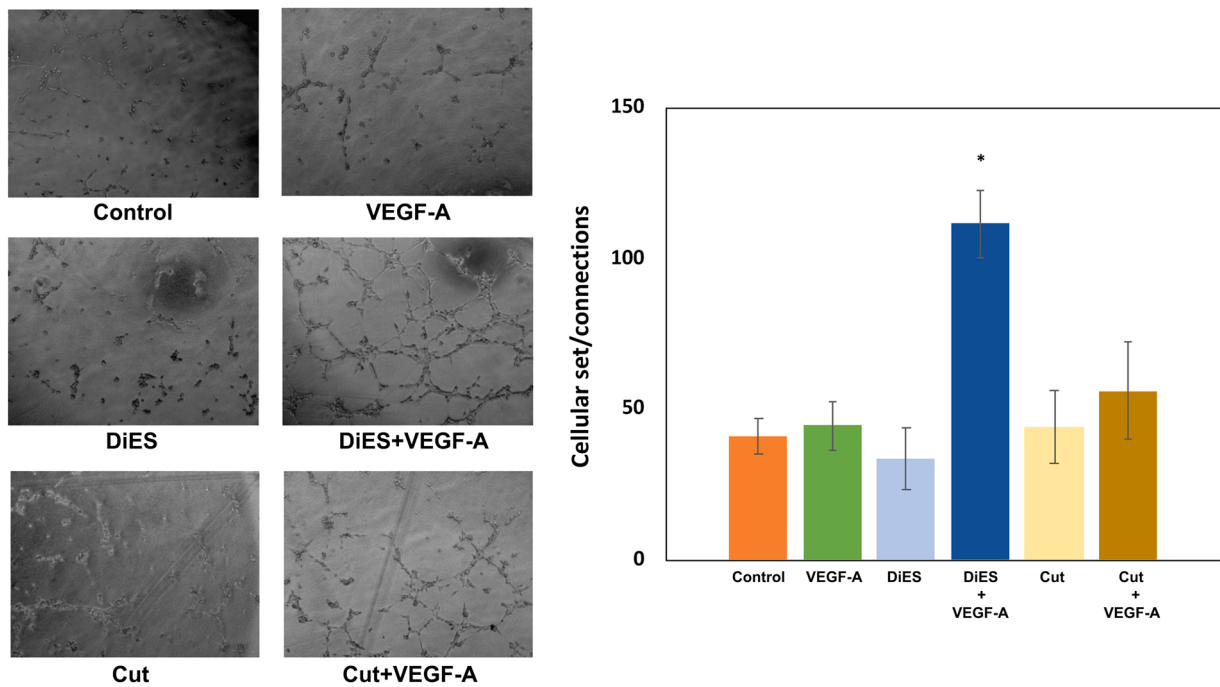 Control
VEGF-A
DiES
DiES+VEGF-A
Cut
Cut+VEGF-A
Cellular set/connections
150
100
50
0
*
Control
VEGF-A
DiES
DiES
+
VEGF-A
Cut
Cut
+
VEGF-A